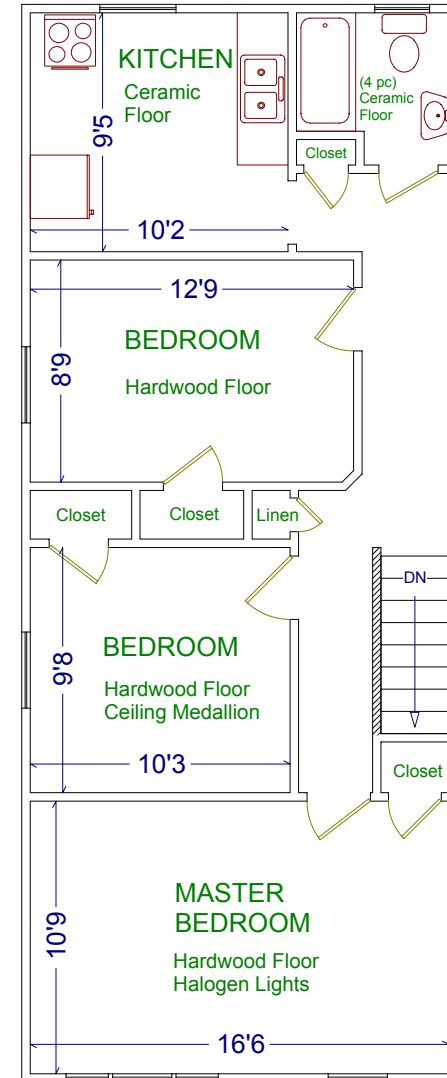 KITCHEN
Ceramic
Floor
9'5
10'2
(4 pc)
Ceramic
Floor
Closet
12'9
BEDROOM
8'9
Hardwood Floor
Closet
Closet
Linen
DN
BEDROOM
9'8
Hardwood Floor
Ceiling Medallion
10'3
Closet
MASTER
BEDROOM
10'9
Hardwood Floor
Halogen Lights
16'6